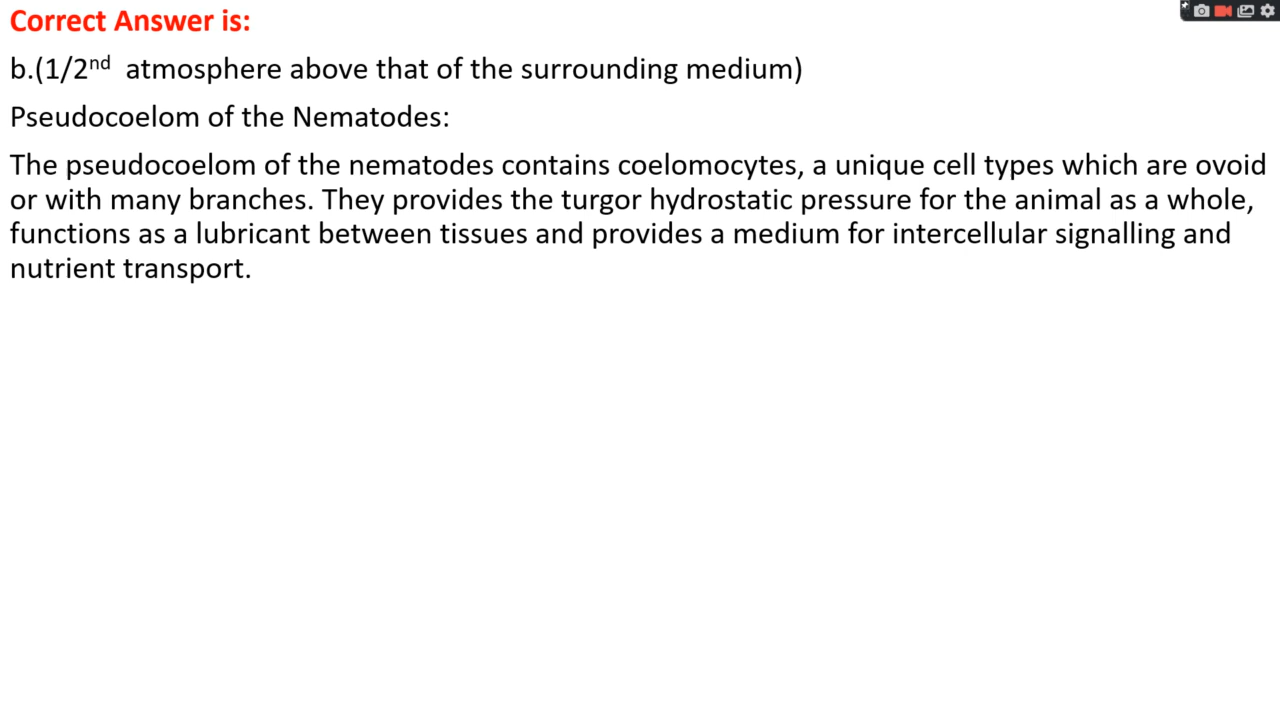 Correct Answer is:
b.(1/2nd atmosphere above that of the surrounding medium)
Pseudocoelom of the Nematodes:
The pseudocoelom of the nematodes contains coelomocytes, a unique cell types which are ovoid
or with many branches. They provides the turgor hydrostatic pressure for the animal as a whole,
functions as a lubricant between tissues and provides a medium for intercellular signalling and
nutrient transport.